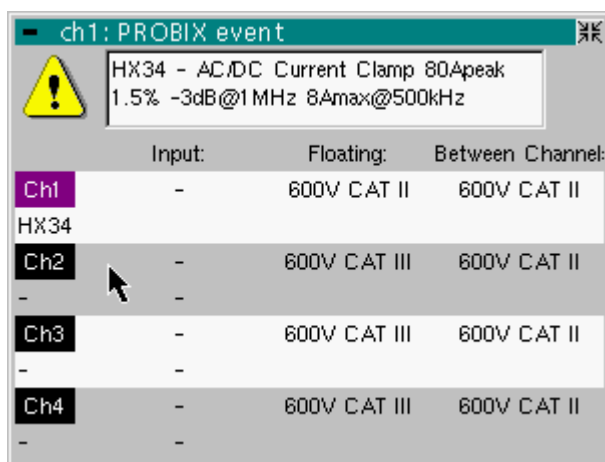 ch1: PROBIX event
HX34 - AC/DC Current Clamp 80Apeak
1.5% -3dB@1MHz 8Amax@500kHz
Input: Floating: Between Channel:
Ch1 - 600V CAT II 600V CAT II
HX34
Ch2 - 600V CAT III 600V CAT II
- -
Ch3 - 600V CAT III 600V CAT II
- -
Ch4 - 600V CAT III 600V CAT II
- -